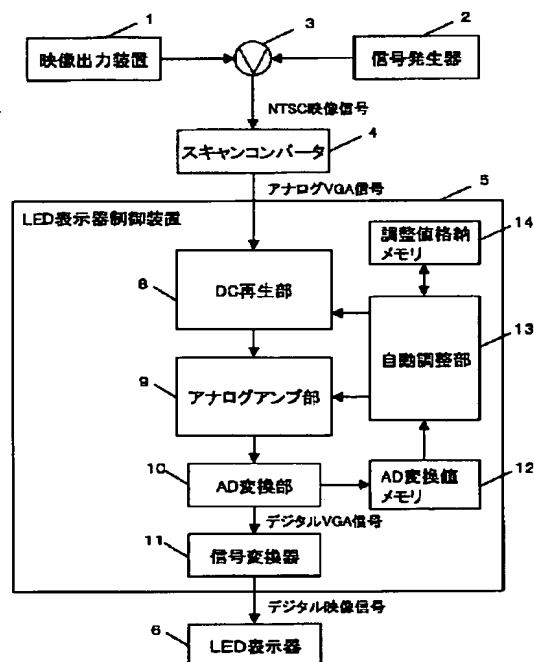 1
2
3
映像出力装置
信号発生器
NTSC映像信号
4
スキャンコンバータ
アナログVGA信号
5
LED表示器制御装置
14
調整値格納
メモリ
8
DC再生部
13
自動調整部
9
アナログアンプ部
10
AD変換部
12
AD変換値
メモリ
デジタルVGA信号
11
信号変換器
デジタル映像信号
6
LED表示器